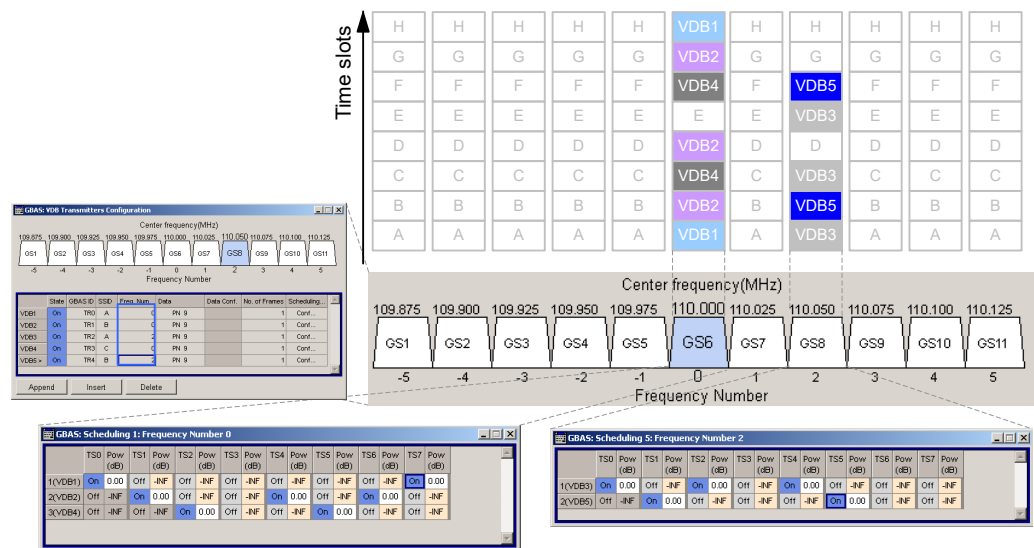 Time slots
H H H H H VDB1 H H H H H
G G G G G VDB2 G G G G G
F F F F F VDB4 F VDB5 F F F
E E E E E E E VDB3 E E E
D D D D D VDB2 D D D D D
C C C C C VDB4 C VDB3 C C C
B B B B B VDB2 B VDB5 B B B
A A A A A VDB1 A VDB3 A A A
GBAS: VDB Transmitters Configuration
Center frequency(MHz)
109.875 109.900 109.925 109.950 109.975 110.000 110.025 110.050 110.075 110.100 110.125
GS1 GS2 GS3 GS4 GS5 GS6 GS7 GS8 GS9 GS10 GS11
-5 -4 -3 -2 -1 0 1 2 3 4 5
Frequency Number
State GBAS ID SSID Freq. Num Data Data Conf. No. of Frames Scheduling...
VDB1 On TR0 A 0 PN 9 1 Conf...
VDB2 On TR1 B 0 PN 9 1 Conf...
VDB3 On TR2 A 2 PN 9 1 Conf...
VDB4 On TR3 C 0 PN 9 1 Conf...
VDB5 > On TR4 B 2 PN 9 1 Conf...
Append Insert Delete
Center frequency(MHz)
109.875 109.900 109.925 109.950 109.975 110.000 110.025 110.050 110.075 110.100 110.125
GS1 GS2 GS3 GS4 GS5 GS6 GS7 GS8 GS9 GS10 GS11
-5 -4 -3 -2 -1 0 1 2 3 4 5
Frequency Number
GBAS: Scheduling 1: Frequency Number 0
TS0 Pow TS1 Pow TS2 Pow TS3 Pow TS4 Pow TS5 Pow TS6 Pow TS7 Pow
(dB) (dB) (dB) (dB) (dB) (dB) (dB) (dB)
1(VDB1) On 0.00 Off -INF Off -INF Off -INF Off -INF Off -INF Off -INF On 0.00
2(VDB2) Off -INF On 0.00 Off -INF Off -INF On 0.00 Off -INF On 0.00 Off -INF
3(VDB4) Off -INF Off -INF On 0.00 Off -INF Off -INF On 0.00 Off -INF Off -INF
GBAS: Scheduling 5: Frequency Number 2
TS0 Pow TS1 Pow TS2 Pow TS3 Pow TS4 Pow TS5 Pow TS6 Pow TS7 Pow
(dB) (dB) (dB) (dB) (dB) (dB) (dB) (dB)
1(VDB3) On 0.00 Off -INF On 0.00 Off -INF On 0.00 Off -INF Off -INF Off -INF
2(VDB5) Off -INF On 0.00 Off -INF Off -INF Off -INF On 0.00 Off -INF Off -INF